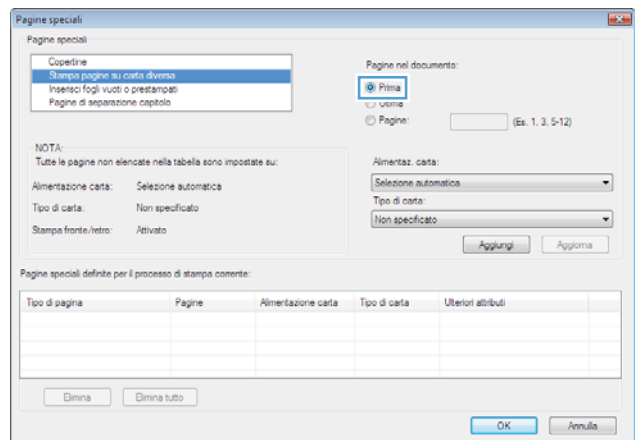 Pagine speciali
Pagine speciali
Copertine
Stampa pagine su carta diversa
Inserisci fogli vuoti o prestampati
Pagine di separazione capitolo
Pagine nel documento:
Prima
Ultima
Pagine:
(Es. 1, 3, 5-12)
NOTA:
Tutte le pagine non elencate nella tabella sono impostate su:
Alimentazione carta: Selezione automatica
Tipo di carta: Non specificato
Stampa fronte/retro: Attivato
Alimentaz. carta:
Selezione automatica
Tipo di carta:
Non specificato
Aggiungi Aggiorna
Pagine speciali definite per il processo di stampa corrente:
Tipo di pagina Pagine Alimentazione carta Tipo di carta Ulteriori attributi
Elimina Elimina tutto
OK Annulla